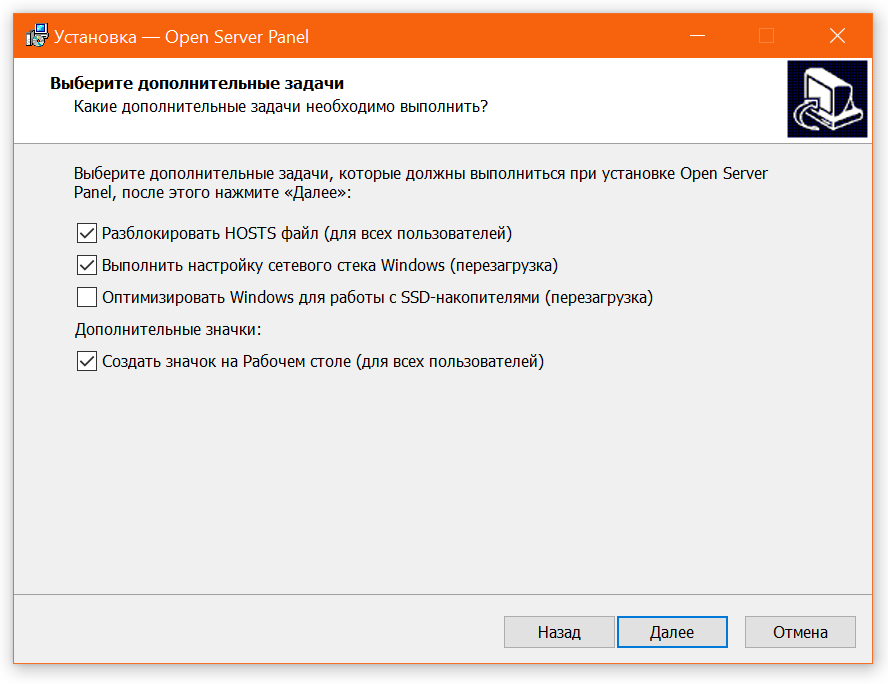 Установка — Open Server Panel
Выберите дополнительные задачи
Какие дополнительные задачи необходимо выполнить?
Выберите дополнительные задачи, которые должны выполниться при установке Open Server
Panel, после этого нажмите «Далее»:
Разблокировать HOSTS файл (для всех пользователей)
Выполнить настройку сетевого стека Windows (перезагрузка)
Оптимизировать Windows для работы с SSD-накопителями (перезагрузка)
Дополнительные значки:
Создать значок на Рабочем столе (для всех пользователей)
Назад Далее Отмена